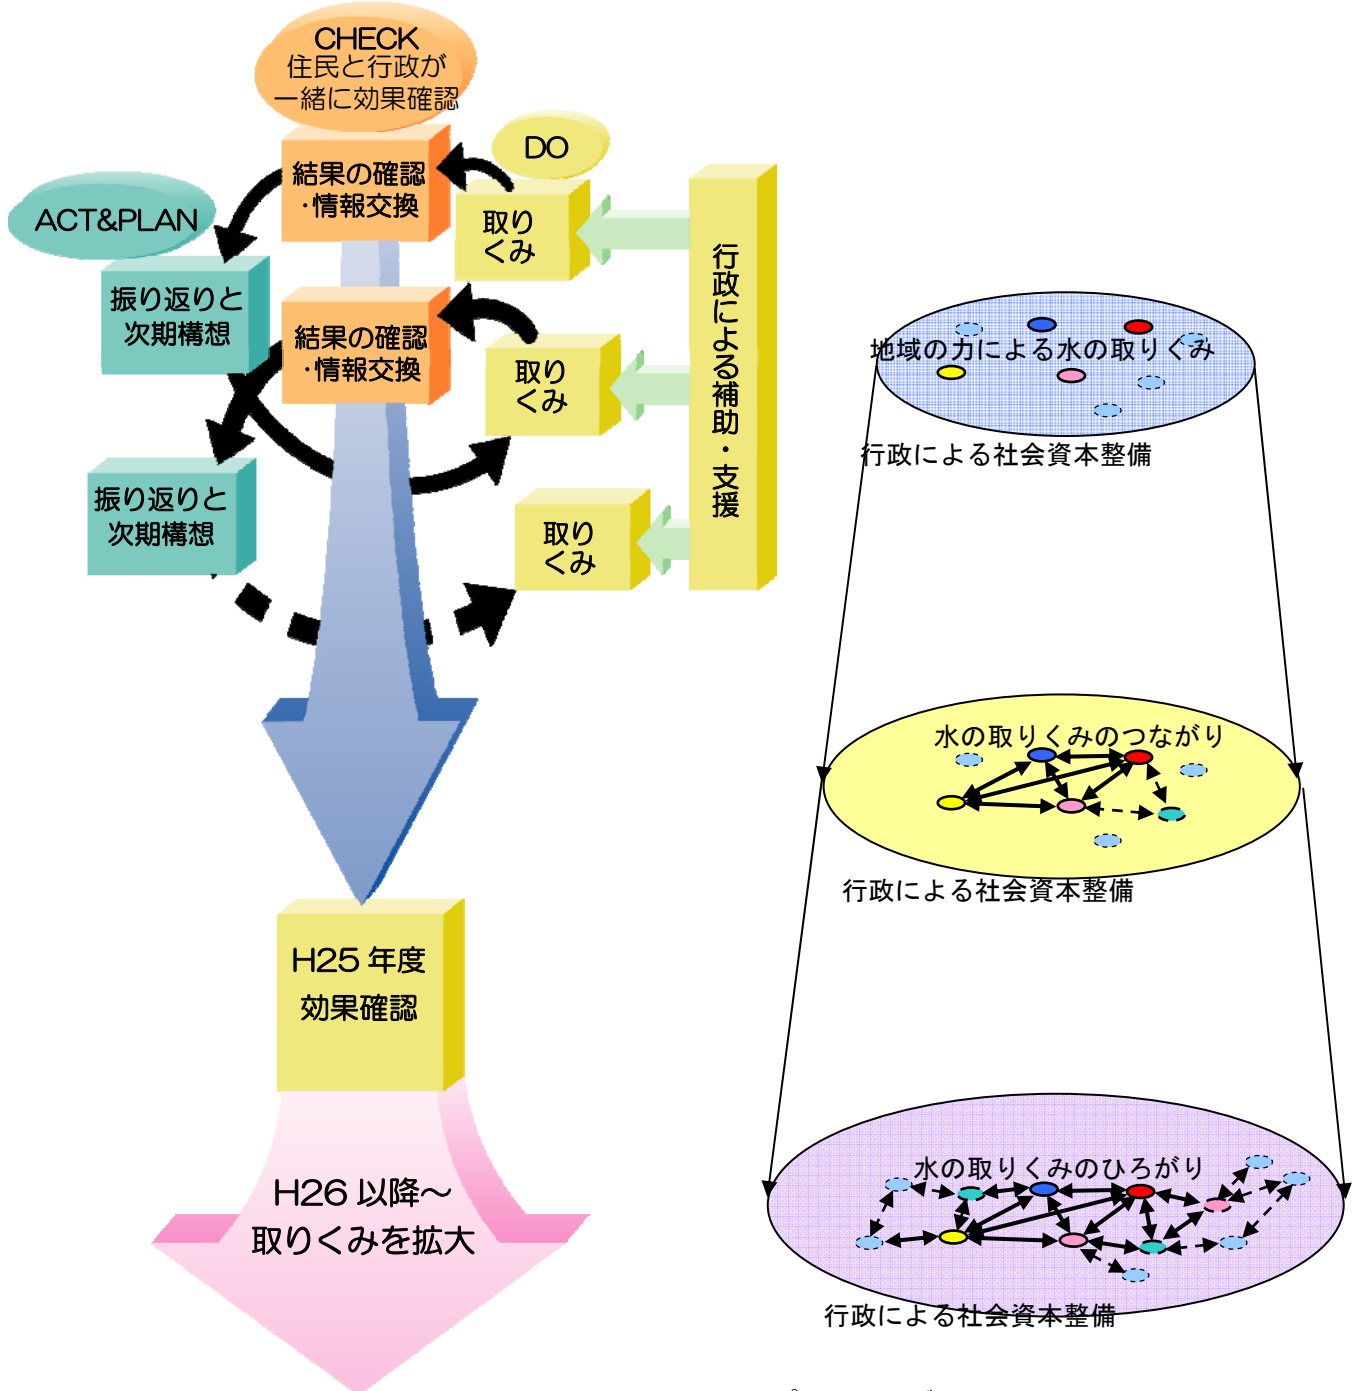 CHECK
住民と行政が
一緒に効果確認
DO
ACT&PLAN
結果の確認
・情報交換
取り
くみ
振り返りと
次期構想
結果の確認
・情報交換
取り
くみ
振り返りと
次期構想
取り
くみ
行政による補助・支援
H25 年度
効果確認
H26 以降～
取りくみを拡大
地域の力による水の取りくみ
行政による社会資本整備
水の取りくみのつながり
行政による社会資本整備
水の取りくみのひろがり
行政による社会資本整備